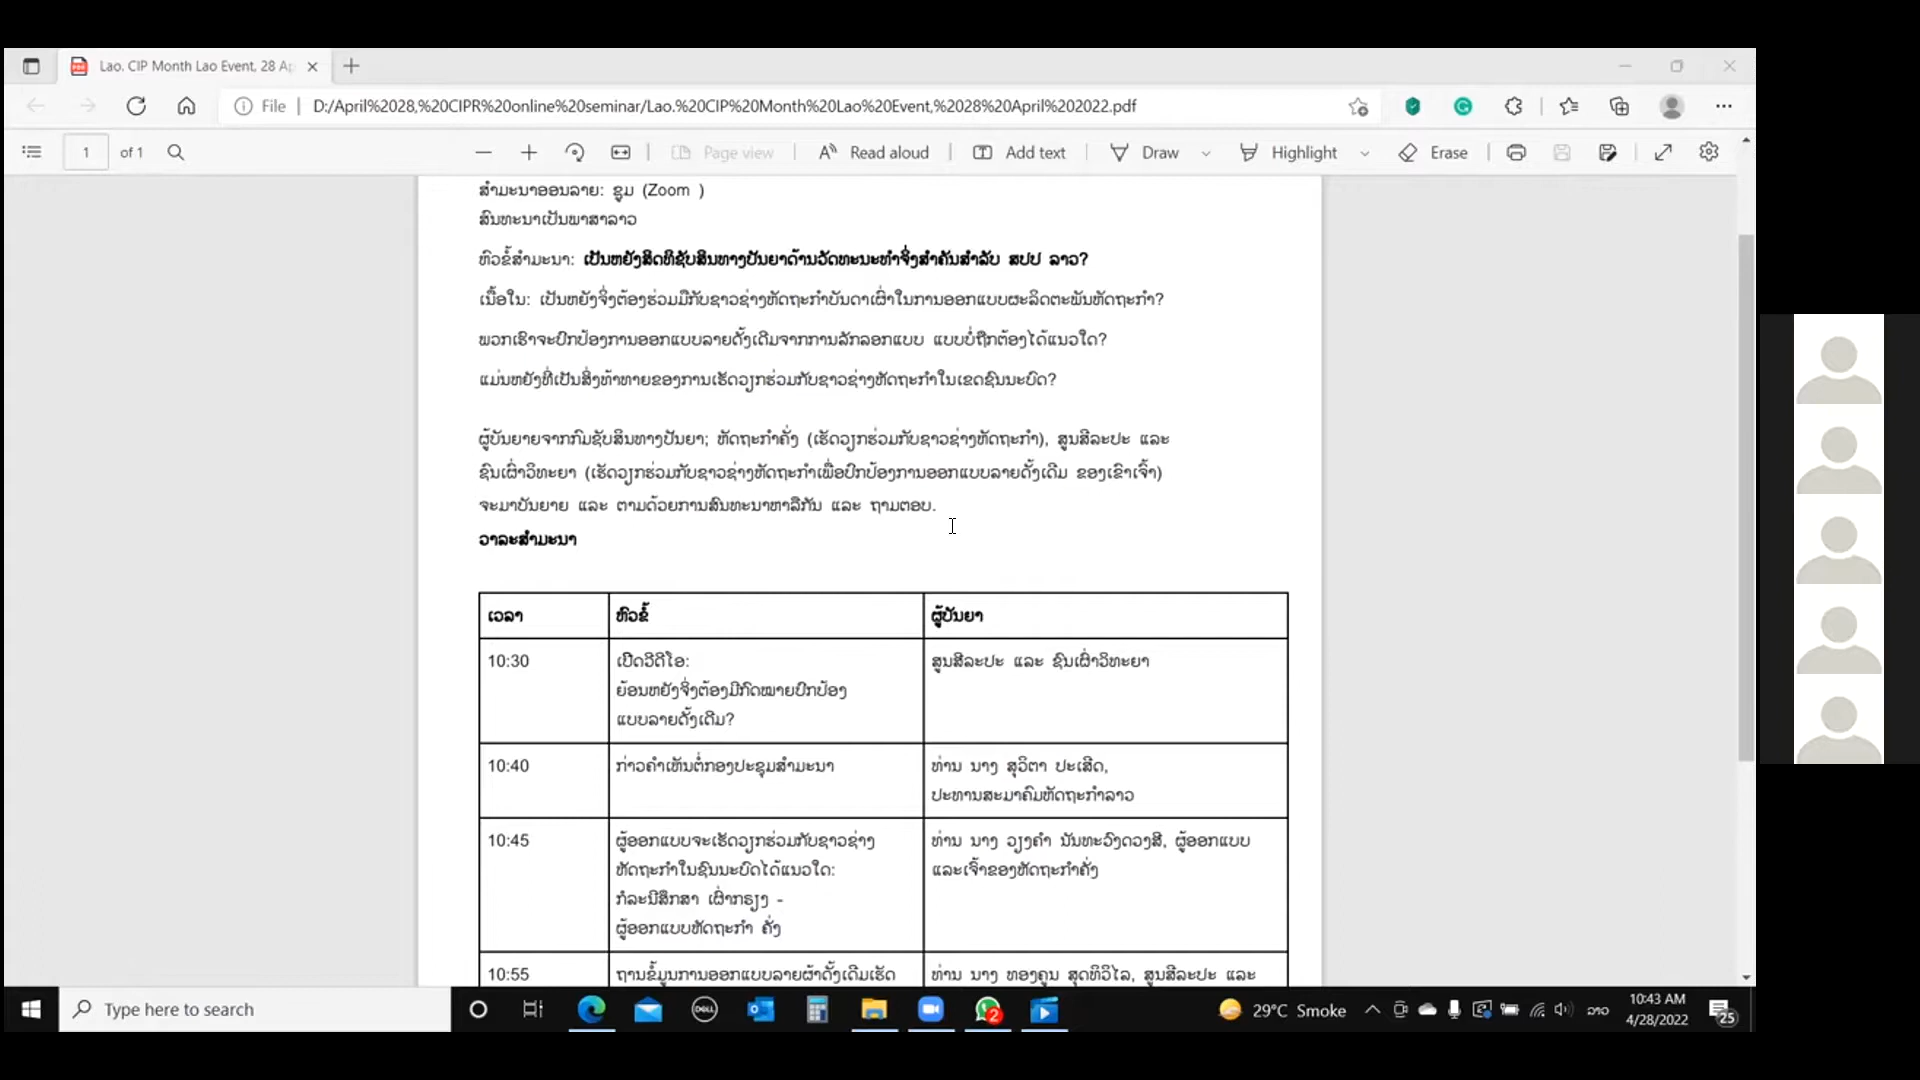 Lao. CIP Month Lao Event, 28 Ap
File
D:/April%2028,%20CIPR%20online%20seminar/Lao.%20CIP%20Month%20Lao%20Event,%2028%20April%202022.pdf
1 of 1
Page view
Read aloud
Add text
Draw
Highlight
Erase
ສຳມະນາອອນລາຍ: ຊູມ (Zoom )
ສົນທະນາເປັນພາສາລາວ
ຫົວຂໍ້ສຳມະນາ: ເປັນຫຍັງສິດທິຊັບສິນທາງປັນຍາດ້ານວັດທະນະທຳຈຶ່ງສຳຄັນສຳລັບ ສປປ ລາວ?
ເນື້ອໃນ: ເປັນຫຍັງຈຶ່ງຕ້ອງຮ່ວມມືກັບຊາວຊ່າງຫັດຖະກຳບັນດາເຜົ່າໃນການອອກແບບຜະລິດຕະພັນຫັດຖະກຳ?
ພວກເຮົາຈະປົກປ້ອງການອອກແບບລາຍດັ້ງເດີມຈາກການລັກລອກແບບ ແບບບໍ່ຖືກຕ້ອງໄດ້ແນວໃດ?
ແມ່ນຫຍັງທີ່ເປັນສິ່ງທ້າທາຍຂອງການເຮັດວຽກຮ່ວມກັບຊາວຊ່າງຫັດຖະກຳໃນເຂດຊົນນະບົດ?
ຜູ້ບັນຍາຍຈາກກົມຊັບສິນທາງປັນຍາ; ຫັດຖະກຳຄັ່ງ (ເຮັດວຽກຮ່ວມກັບຊາວຊ່າງຫັດຖະກຳ), ສູນສີລະປະ ແລະ
ຊົນເຜົ່າວິທະຍາ (ເຮັດວຽກຮ່ວມກັບຊາວຊ່າງຫັດຖະກຳເພື່ອປົກປ້ອງການອອກແບບລາຍດັ້ງເດີມ ຂອງເຂົາເຈົ້າ)
ຈະມາບັນຍາຍ ແລະ ຕາມດ້ວຍການສົນທະນາຫາລືກັນ ແລະ ຖາມຕອບ.
ວາລະສຳມະນາ
ເວລາ ຫົວຂໍ້ ຜູ້ບັນຍາ
10:30 ເປີດວິດີໂອ: ສູນສີລະປະ ແລະ ຊົນເຜົ່າວິທະຍາ
ຍ້ອນຫຍັງຈຶ່ງຕ້ອງມີກົດໝາຍປົກປ້ອງ
ແບບລາຍດັ້ງເດີມ?
10:40 ກ່າວຄຳເຫັນຕໍ່ກອງປະຊຸມສຳມະນາ ທ່ານ ນາງ ສຸວິຕາ ປະເສີດ,
ປະທານສະມາຄົມຫັດຖະກຳລາວ
10:45 ຜູ້ອອກແບບຈະເຮັດວຽກຮ່ວມກັບຊາວຊ່າງ ທ່ານ ນາງ ວຽງຄຳ ນັນທະວົງດວງສີ, ຜູ້ອອກແບບ
ຫັດຖະກຳໃນຊົນນະບົດໄດ້ແນວໃດ: ແລະເຈົ້າຂອງຫັດຖະກຳຄັ່ງ
ກໍລະນີສຶກສາ ເຜົ່າກຣຽງ -
ຜູ້ອອກແບບຫັດຖະກຳ ຄັ່ງ
10:55 ຖານຂໍ້ມູນການອອກແບບລາຍຜ້າດັ້ງເດີມເຮັດ ທ່ານ ນາງ ທອງຄູນ ສຸດທິວິໄລ, ສູນສີລະປະ ແລະ
Type here to search
DELL
2
29°C Smoke
ລາວ
10:43 AM
4/28/2022
25